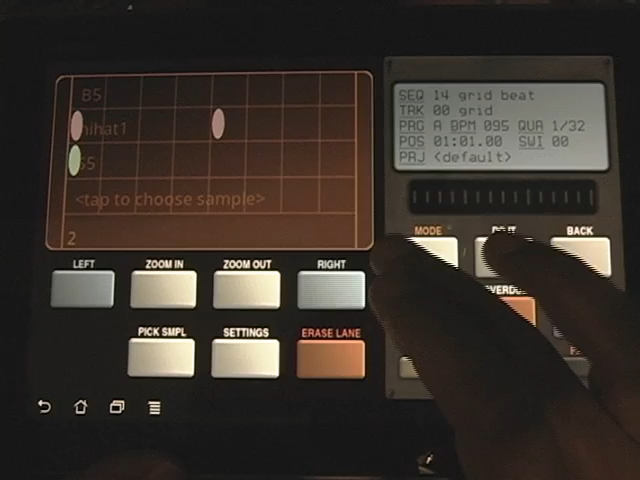 B5
hihat1
S5
<tap to choose sample>
2
SEQ 14 grid beat
TRK 00 grid
PRG A BPM 095 QUA 1/32
POS 01:01.00 SWI 00
PRJ <default>
MODE
BACK
LEFT
ZOOM IN
ZOOM OUT
RIGHT
PICK SMPL
SETTINGS
ERASE LANE